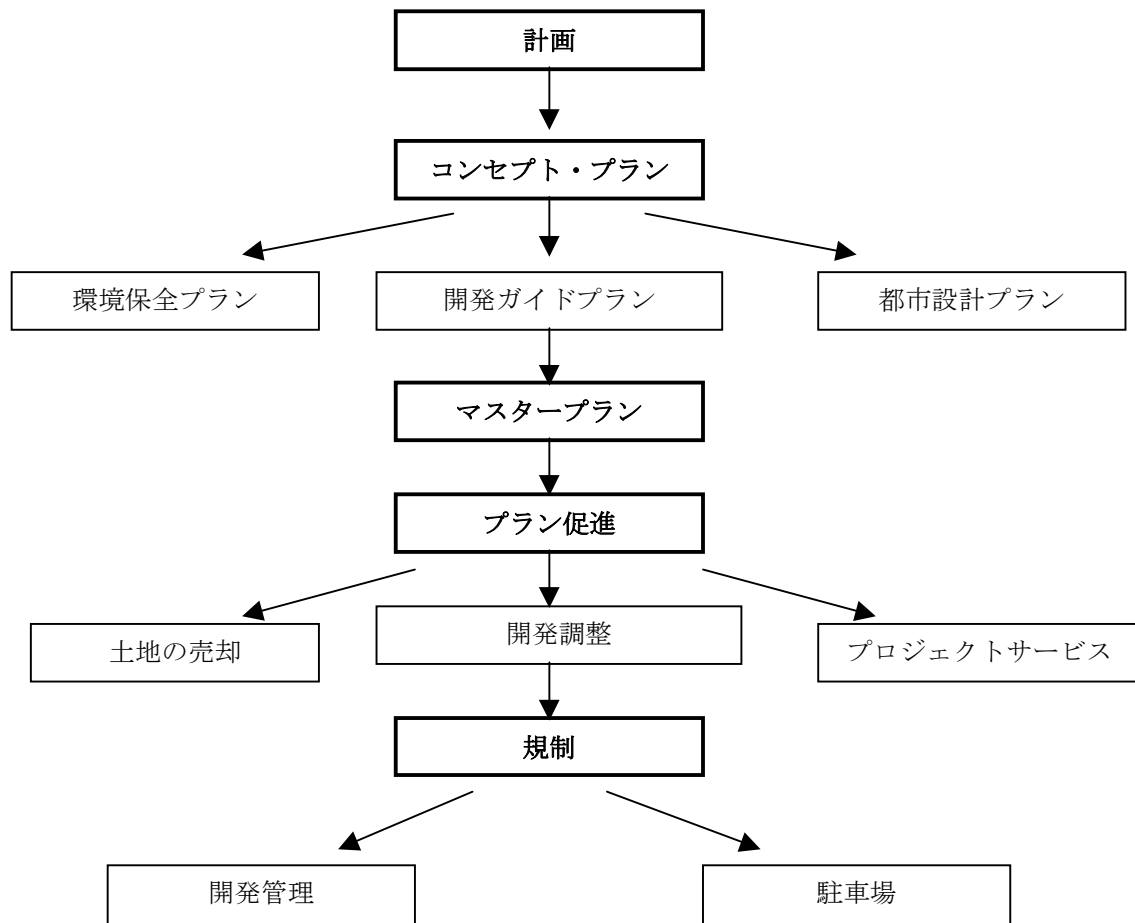 計画
コンセプト・プラン
環境保全プラン
開発ガイドプラン
都市設計プラン
マスタープラン
プラン促進
土地の売却
開発調整
プロジェクトサービス
規制
開発管理
駐車場